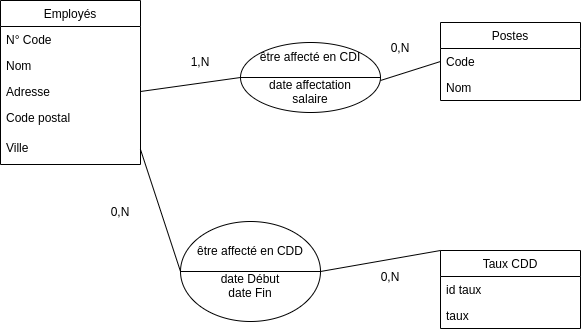 Employés
N° Code
Nom
Adresse
Code postal
Ville
1,N
être affecté en CDI
date affectation
salaire
0,N
Postes
Code
Nom
0,N
être affecté en CDD
date Début
date Fin
0,N
Taux CDD
id taux
taux